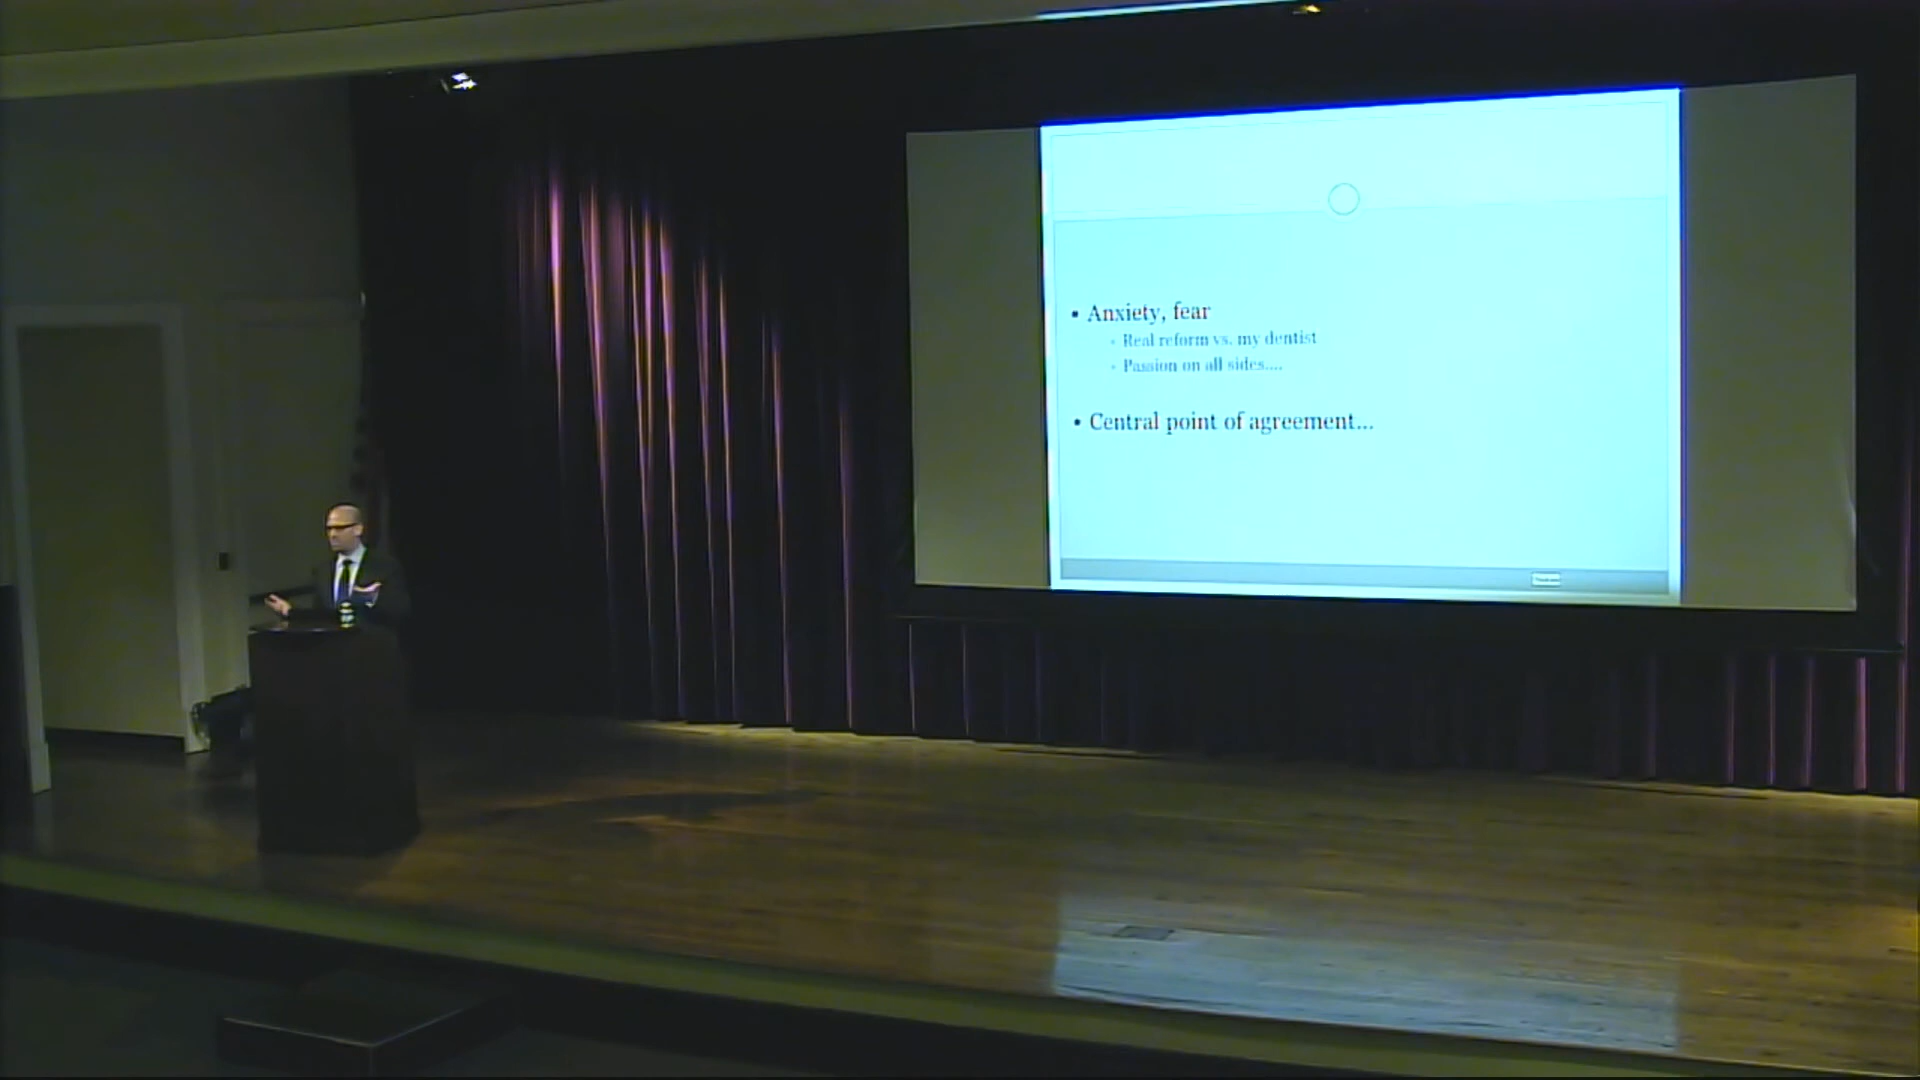 • Anxiety, fear
◦ Real reform vs. my dentist
◦ Passion on all sides....
• Central point of agreement...